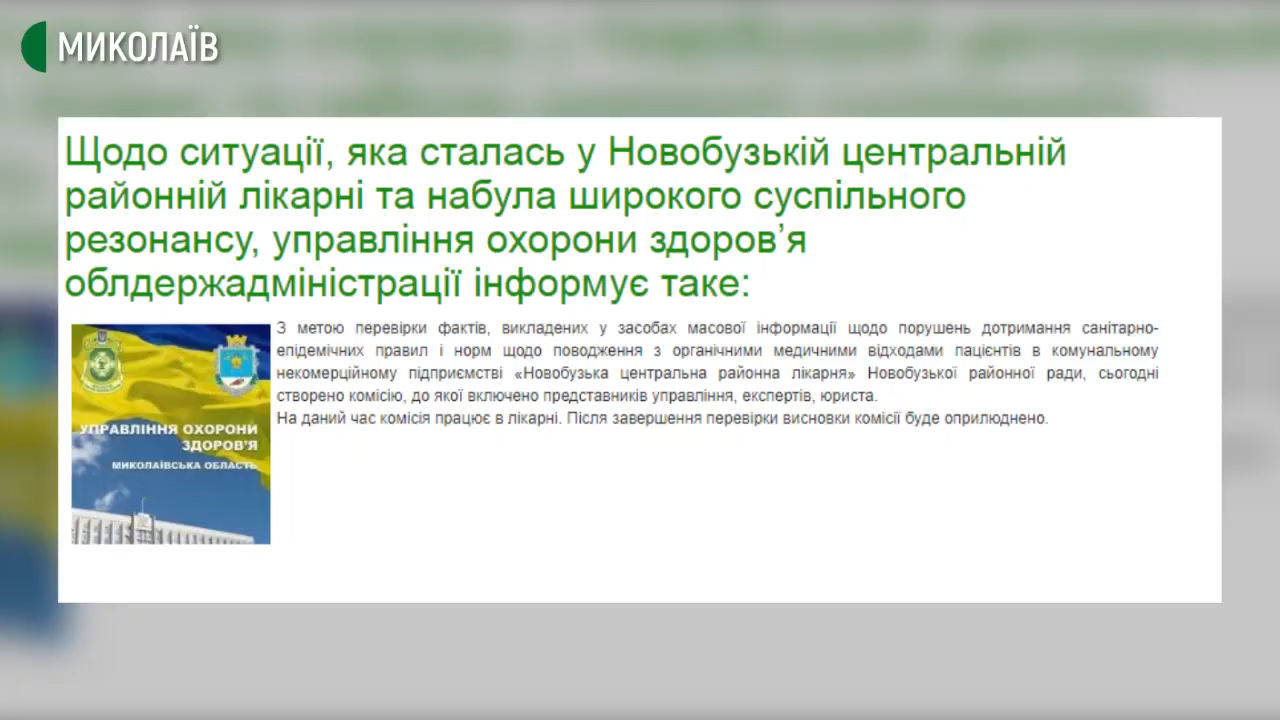 МИКОЛАЇВ
Щодо ситуації, яка сталась у Новобузькій центральній
районній лікарні та набула широкого суспільного
резонансу, управління охорони здоров’я
облдержадміністрації інформує таке:
З метою перевірки фактів, викладених у засобах масової інформації щодо порушень дотримання санітарно-
епідемічних правил і норм щодо поводження з органічними медичними відходами пацієнтів в комунальному
некомерційному підприємстві «Новобузька центральна районна лікарня» Новобузької районної ради, сьогодні
створено комісію, до якої включено представників управління, експертів, юриста.
На даний час комісія працює в лікарні. Після завершення перевірки висновки комісії буде оприлюднено.
УПРАВЛІННЯ ОХОРОНИ
ЗДОРОВ'Я
МИКОЛАЇВСЬКА ОБЛАСТЬ